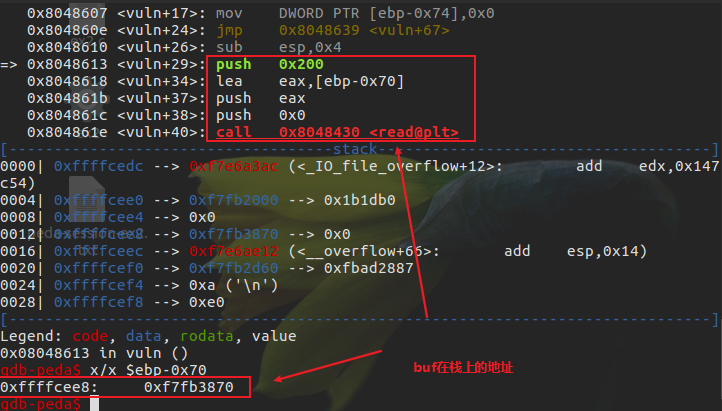 0x8048607 <vuln+17>: mov    DWORD PTR [ebp-0x74],0x0
0x804860e <vuln+24>: jmp    0x8048639 <vuln+67>
0x8048610 <vuln+26>: sub    esp,0x4
=> 0x8048613 <vuln+29>: push   0x200
0x8048618 <vuln+34>: lea    eax,[ebp-0x70]
0x804861b <vuln+37>: push   eax
0x804861c <vuln+38>: push   0x0
0x804861e <vuln+40>: call   0x8048430 <read@plt>
[------------------------------------stack-------------------------------------]
0000| 0xffffcedc --> 0xf7e6a3ac (<_IO_file_overflow+12>:        add    edx,0x147
c54)
0004| 0xffffcee0 --> 0xf7fb2000 --> 0x1b1db0
0008| 0xffffcee4 --> 0x0
0012| 0xffffcee8 --> 0xf7fb3870 --> 0x0
0016| 0xffffceec --> 0xf7e6ae12 (<__overflow+66>:       add    esp,0x14)
0020| 0xffffcef0 --> 0xf7fb2d60 --> 0xfbad2887
0024| 0xffffcef4 --> 0xa ('\n')
0028| 0xffffcef8 --> 0xe0
[------------------------------------------------------------------------------]
Legend: code, data, rodata, value
0x08048613 in vuln ()
gdb-peda$ x/x $ebp-0x70
buf在栈上的地址
0xffffcee8:     0xf7fb3870
gdb-peda$